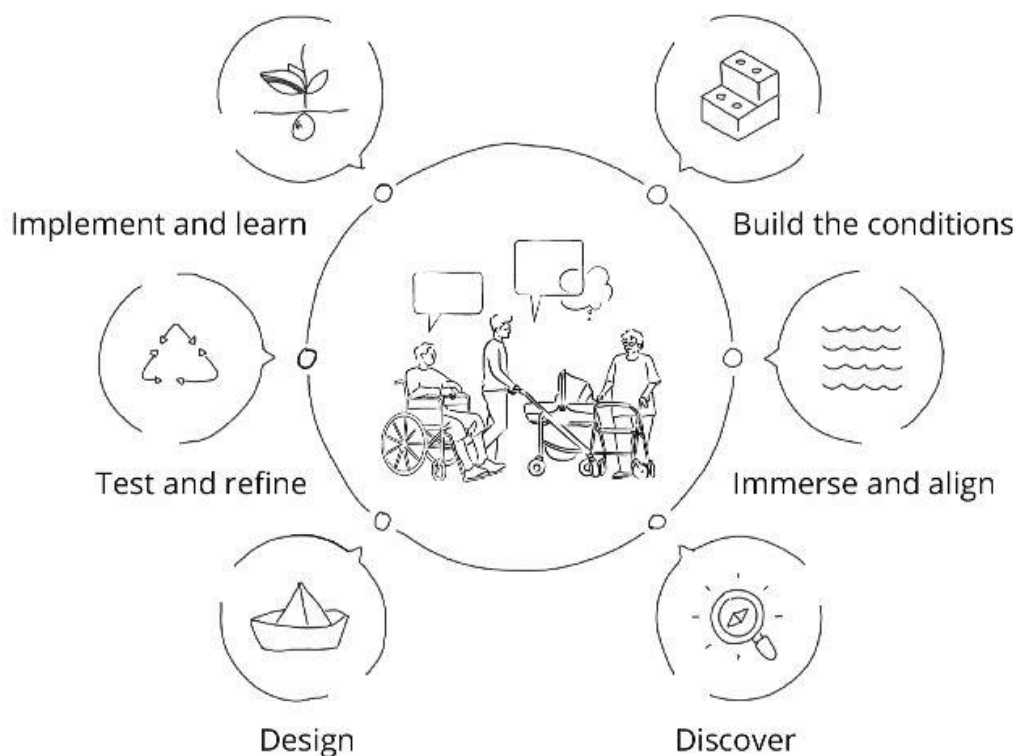 Implement and learn
Build the conditions
Test and refine
Immerse and align
Design
Discover